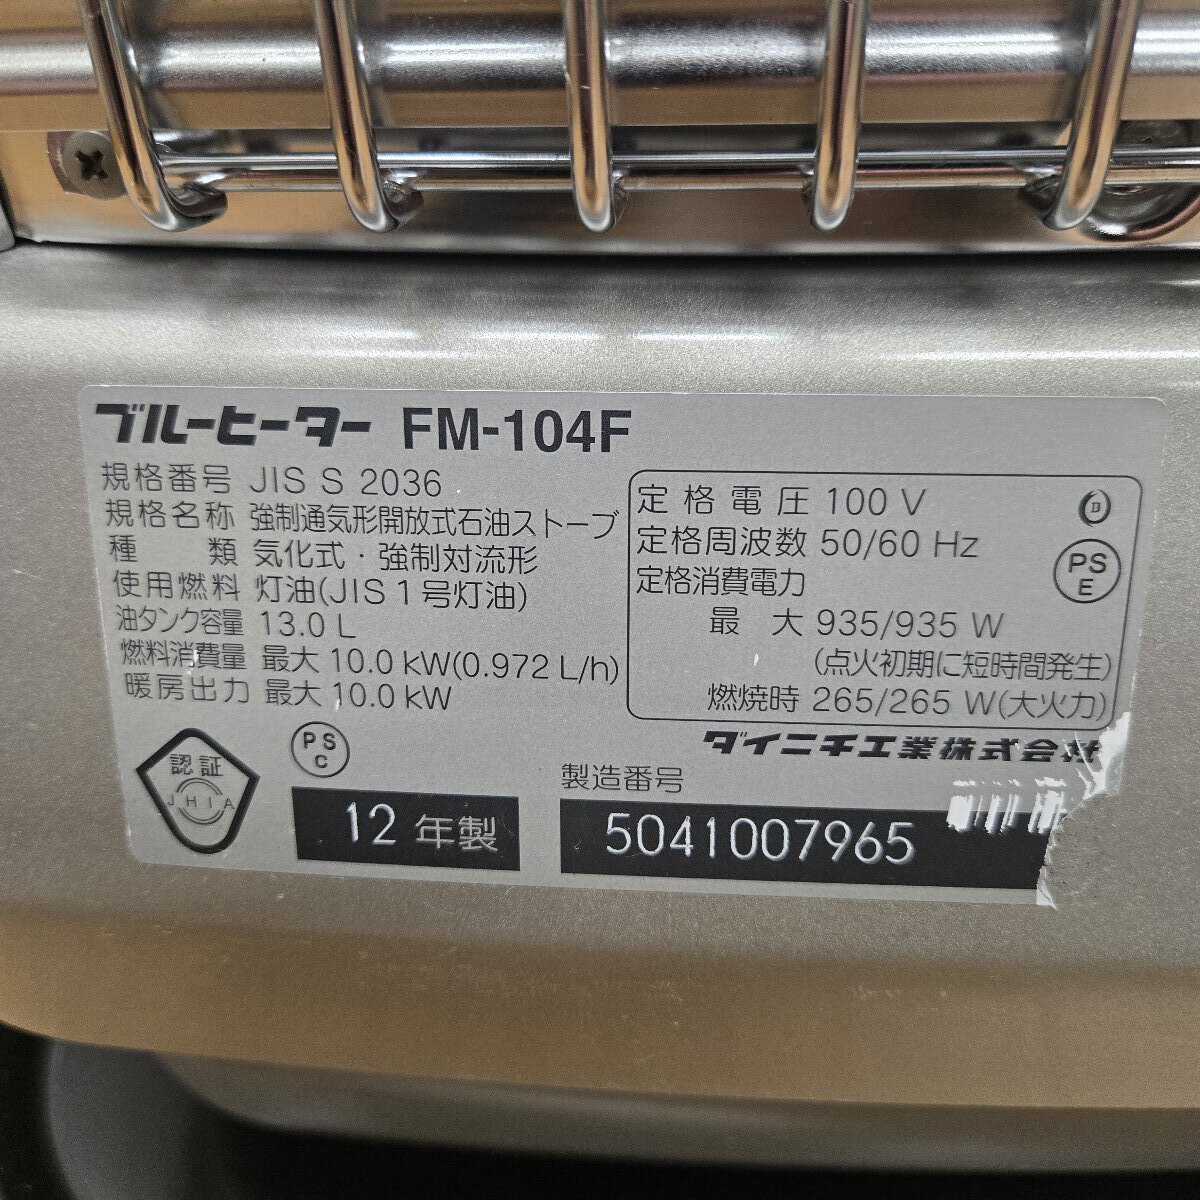 ブルーヒーター FM-104F
規格番号 JIS S 2036
規格名称 強制通気形開放式石油ストーブ
種 類 気化式・強制対流形
使用燃料 灯油(JIS 1号灯油)
油タンク容量 13.0 L
燃料消費量 最大 10.0 kW(0.972 L/h)
暖房出力 最大 10.0 kW
定格電圧 100 V
定格周波数 50/60 Hz
定格消費電力
最 大 935/935 W
(点火初期に短時間発生)
燃焼時 265/265 W(大火力)
D
PS
E
認証
JHIA
PS
C
12 年製
ダイニチ工業株式会社
製造番号
5041007965